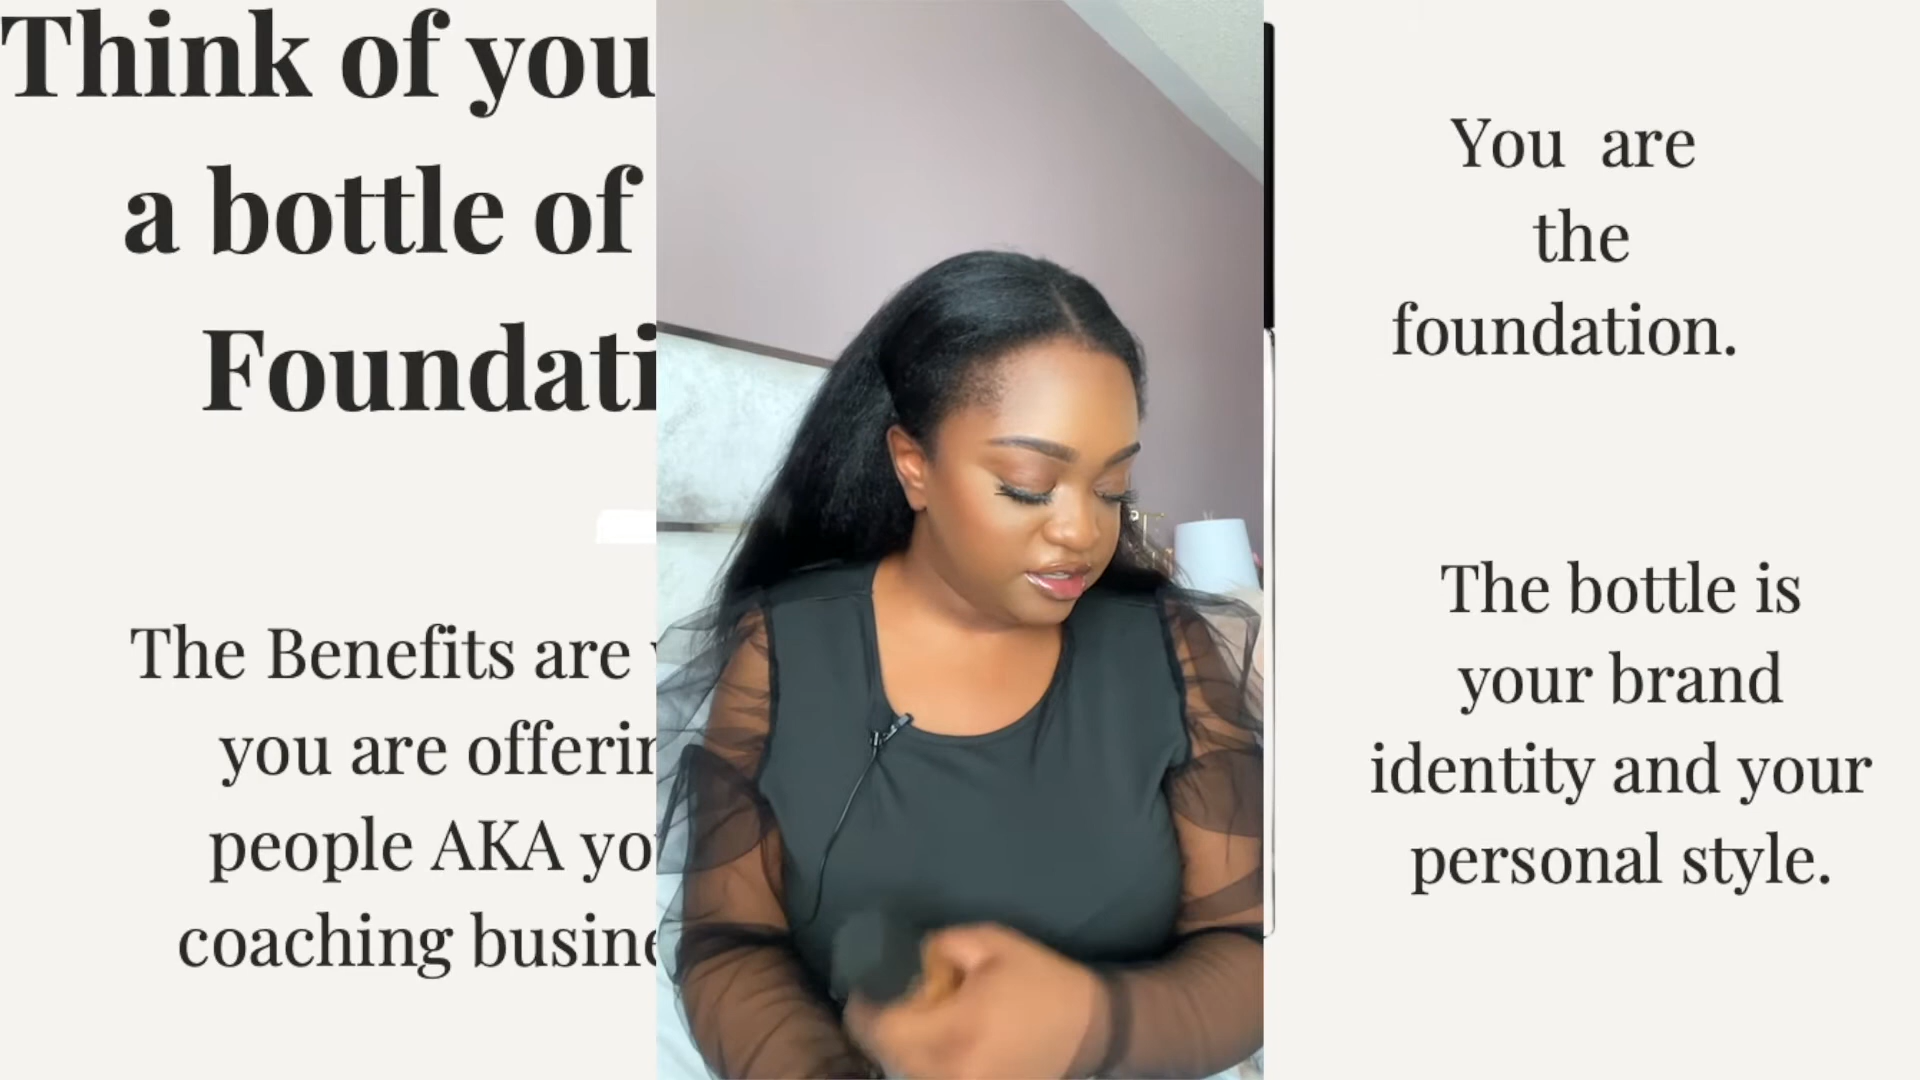 Think of you
a bottle of
Foundati
The Benefits are
you are offerin
people AKA yo
coaching busine
You are
the
foundation.
The bottle is
your brand
identity and your
personal style.